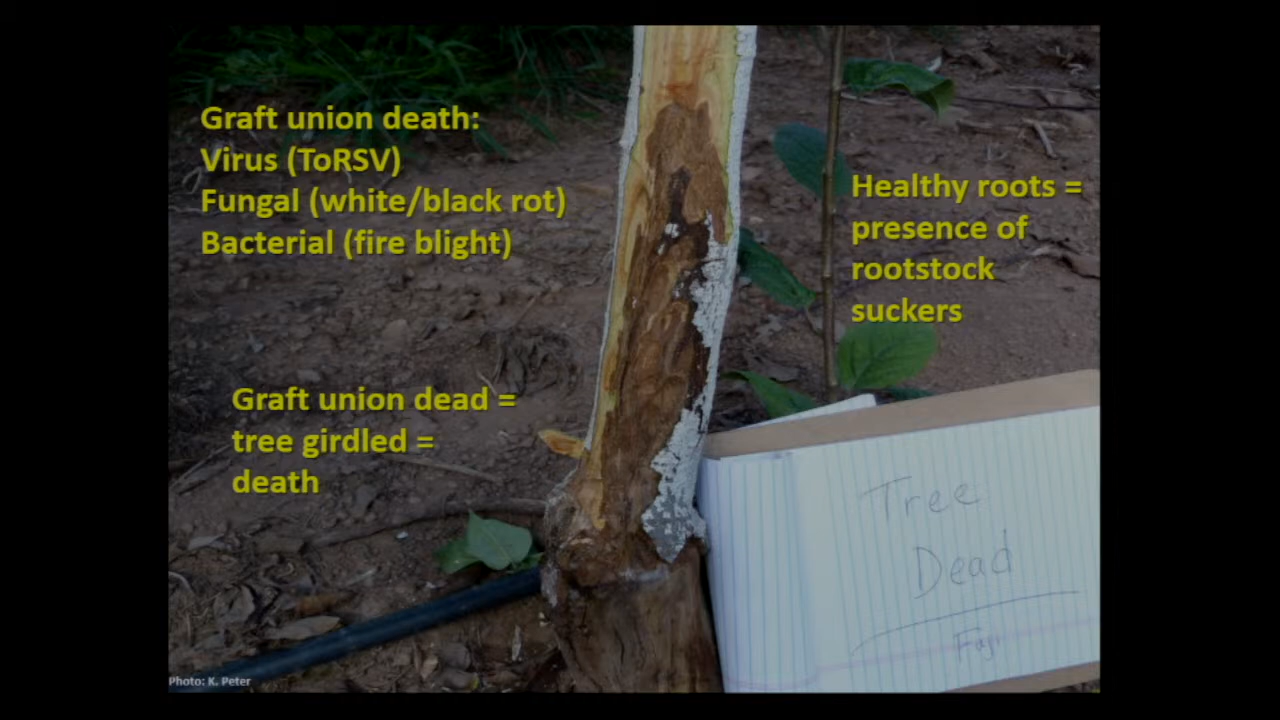 Graft union death:
Virus (ToRSV)
Fungal (white/black rot)
Bacterial (fire blight)
Healthy roots =
presence of
rootstock
suckers
Graft union dead =
tree girdled =
death
Tree
Dead
Fuji
Photo: K. Peter